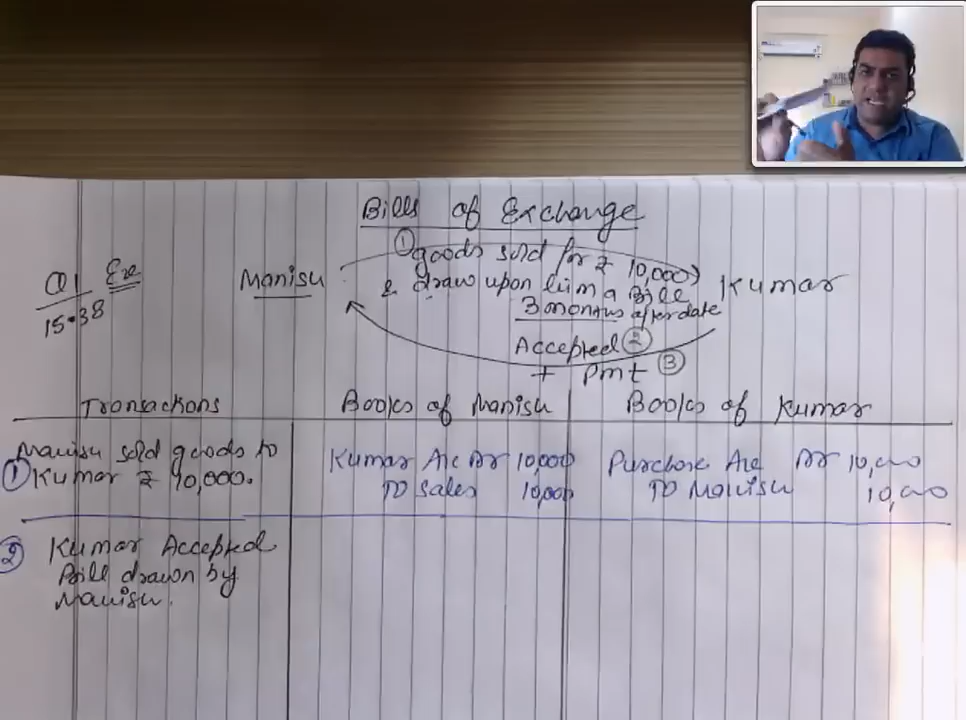 Bills of Exchange
Q1 Exe
15.38
Manish
① goods sold for ₹ 10,000
& draw upon him a Bill
3 months after date
Kumar
Accepted ②
+ Pmt ③
Transactions
Books of Manish
Books of Kumar
① Manish sold goods to
Kumar ₹ 10,000.
Kumar A/c Dr 10,000
To Sales 10,000
Purchase A/c Dr 10,000
To Manish 10,000
② Kumar Accepted
Bill drawn by
Manish.